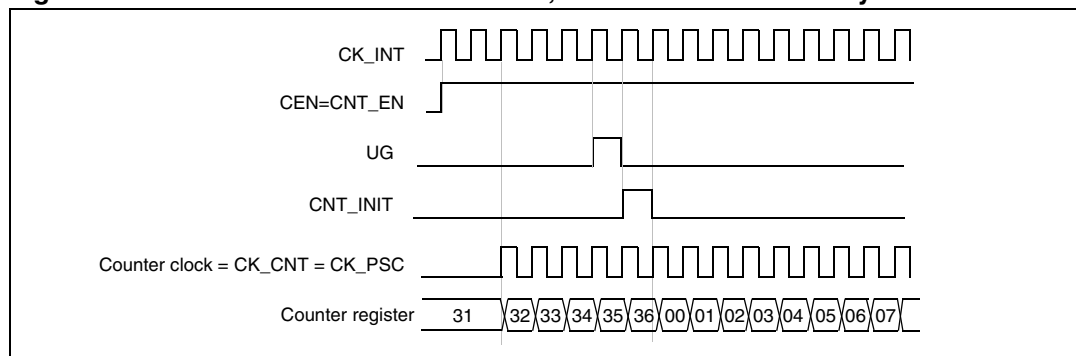 CK_INT
CEN=CNT_EN
UG
CNT_INIT
Counter clock = CK_CNT = CK_PSC
Counter register 31 32 33 34 35 36 00 01 02 03 04 05 06 07